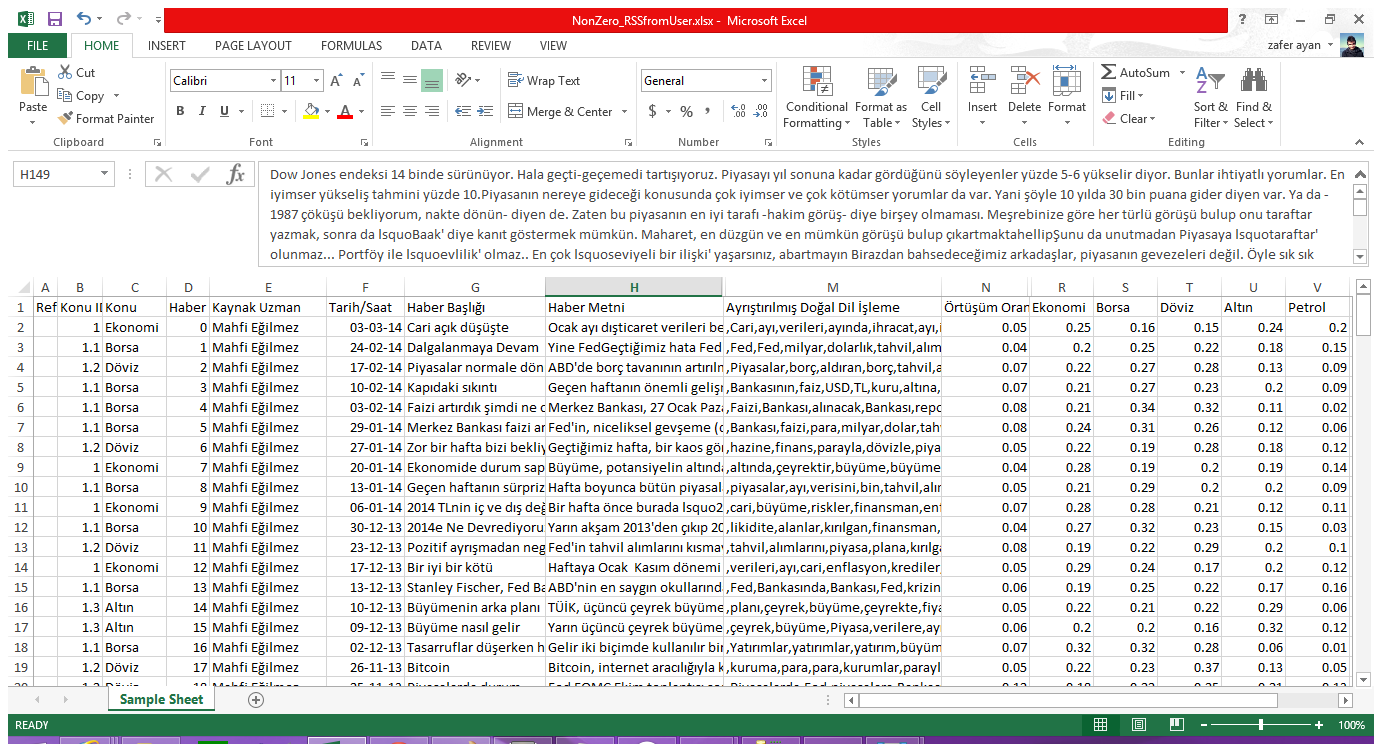 NonZero_RSSfromUser.xlsx - Microsoft Excel
?
FILE HOME INSERT PAGE LAYOUT FORMULAS DATA REVIEW VIEW zafer ayan
Paste Cut Copy Format Painter
Calibri 11 B I U
Wrap Text Merge & Center
General $ % ,
Conditional Formatting Format as Table Cell Styles
Insert Delete Format
AutoSum Fill Clear Sort & Filter Find & Select
Clipboard Font Alignment Number Styles Cells Editing
H149 fx
Dow Jones endeksi 14 binde sürünüyor. Hala geçti-geçemedi tartışıyoruz. Piyasayı yıl sonuna kadar gördüğünü söyleyenler yüzde 5-6 yükselir diyor. Bunlar ihtiyatlı yorumlar. En
iyimser yükseliş tahmini yüzde 10.Piyasanın nereye gideceği konusunda çok iyimser ve çok kötümser yorumlar da var. Yani şöyle 10 yılda 30 bin puana gider diyen var. Ya da -
1987 çöküşü bekliyorum, nakte dönün- diyen de. Zaten bu piyasanın en iyi tarafı -hakim görüş- diye birşey olmaması. Meşrebinize göre her türlü görüşü bulup onu taraftar
yazmak, sonra da lsquoBaak' diye kanıt göstermek mümkün. Maharet, en düzgün ve en mümkün görüşü bulup çıkartmaktahellipŞunu da unutmadan Piyasaya lsquotaraftar'
olunmaz... Portföy ile lsquoevlilik' olmaz.. En çok lsquoseviyeli bir ilişki' yaşarsınız, abartmayın Birazdan bahsedeceğimiz arkadaşlar, piyasanın gevezeleri değil. Öyle sık sık
A B C D E F G H M N R S T U V
1 Ref Konu I Konu Haber Kaynak Uzman Tarih/Saat Haber Başlığı Haber Metni Ayrıştırılmış Doğal Dil İşleme Örtüşüm Oran Ekonomi Borsa Döviz Altın Petrol
2 1 Ekonomi 0 Mahfi Eğilmez 03-03-14 Cari açık düşüşte Ocak ayı dışticaret verileri be ,Cari,ayı,verileri,ayında,ihracat,ayı,i 0.05 0.25 0.16 0.15 0.24 0.2
3 1.1 Borsa 1 Mahfi Eğilmez 24-02-14 Dalgalanmaya Devam Yine FedGeçtiğimiz hata Fed ,Fed,Fed,milyar,dolarlık,tahvil,alım 0.04 0.2 0.25 0.22 0.18 0.15
4 1.2 Döviz 2 Mahfi Eğilmez 17-02-14 Piyasalar normale dön ABD'de borç tavanının artırılm ,Piyasalar,borç,aldıran,borç,tahvil,a 0.07 0.22 0.27 0.28 0.13 0.09
5 1.1 Borsa 3 Mahfi Eğilmez 10-02-14 Kapıdaki sıkıntı Geçen haftanın önemli gelişm ,Bankasının,faiz,USD,TL,kuru,altına, 0.07 0.21 0.27 0.23 0.2 0.09
6 1.1 Borsa 4 Mahfi Eğilmez 03-02-14 Faizi artırdık şimdi ne o Merkez Bankası, 27 Ocak Paza ,Faizi,Bankası,alınacak,Bankası,repo 0.08 0.21 0.34 0.32 0.11 0.02
7 1.1 Borsa 5 Mahfi Eğilmez 29-01-14 Merkez Bankası faizi ar Fed'in, niceliksel gevşeme ( ,Bankası,faizi,para,milyar,dolar,tah 0.08 0.24 0.31 0.26 0.12 0.06
8 1.2 Döviz 6 Mahfi Eğilmez 27-01-14 Zor bir hafta bizi bekliy Geçtiğimiz hafta, bir kaos gör ,hazine,finans,parayla,dövizle,piya 0.05 0.22 0.19 0.28 0.18 0.12
9 1 Ekonomi 7 Mahfi Eğilmez 20-01-14 Ekonomide durum sap Büyüme, potansiyelin altında ,altında,çeyrektir,büyüme,büyüme 0.04 0.28 0.19 0.2 0.19 0.14
10 1.1 Borsa 8 Mahfi Eğilmez 13-01-14 Geçen haftanın sürpriz Hafta boyunca bütün piyasal ,piyasalar,ayı,verisini,bin,tahvil,alır 0.05 0.21 0.29 0.2 0.2 0.09
11 1 Ekonomi 9 Mahfi Eğilmez 06-01-14 2014 TLnin iç ve dış değ Bir hafta önce burada lsquo2 ,cari,büyüme,riskler,finansman,en 0.07 0.28 0.28 0.21 0.12 0.11
12 1.1 Borsa 10 Mahfi Eğilmez 30-12-13 2014e Ne Devrediyoru Yarın akşam 2013'den çıkıp 20 ,likidite,alanlar,kırılgan,finansman, 0.04 0.27 0.32 0.23 0.15 0.03
13 1.2 Döviz 11 Mahfi Eğilmez 23-12-13 Pozitif ayrışmadan neg Fed'in tahvil alımlarını kısma ,tahvil,alımlarını,piyasa,plana,kırılga 0.08 0.19 0.22 0.29 0.2 0.1
14 1 Ekonomi 12 Mahfi Eğilmez 17-12-13 Bir iyi bir kötü Haftaya Ocak Kasım dönemi ,verileri,ayı,cari,enflasyon,krediler, 0.05 0.29 0.24 0.17 0.2 0.12
15 1.1 Borsa 13 Mahfi Eğilmez 13-12-13 Stanley Fischer, Fed Ba ABD'nin en saygın okullarınd ,Fed,Bankasında,Bankası,Fed,krizin 0.06 0.19 0.25 0.22 0.17 0.16
16 1.3 Altın 14 Mahfi Eğilmez 10-12-13 Büyümenin arka planı TÜİK, üçüncü çeyrek büyüme ,planı,çeyrek,büyüme,çeyrekte,fiya 0.05 0.22 0.21 0.22 0.29 0.06
17 1.3 Altın 15 Mahfi Eğilmez 09-12-13 Büyüme nasıl gelir Yarın üçüncü çeyrek büyüme ,çeyrek,büyüme,Piyasa,verilere,ay 0.06 0.2 0.2 0.16 0.32 0.12
18 1.1 Borsa 16 Mahfi Eğilmez 02-12-13 Tasarruflar düşerken h Gelir iki biçimde kullanılır bir ,Yatırımlar,yatırımlar,yatırım,büyüm 0.07 0.32 0.32 0.28 0.06 0.01
19 1.2 Döviz 17 Mahfi Eğilmez 26-11-13 Bitcoin Bitcoin, internet aracılığıyla k ,kuruma,para,para,kurumlar,parayl 0.05 0.22 0.23 0.37 0.13 0.05
Sample Sheet
READY 100%